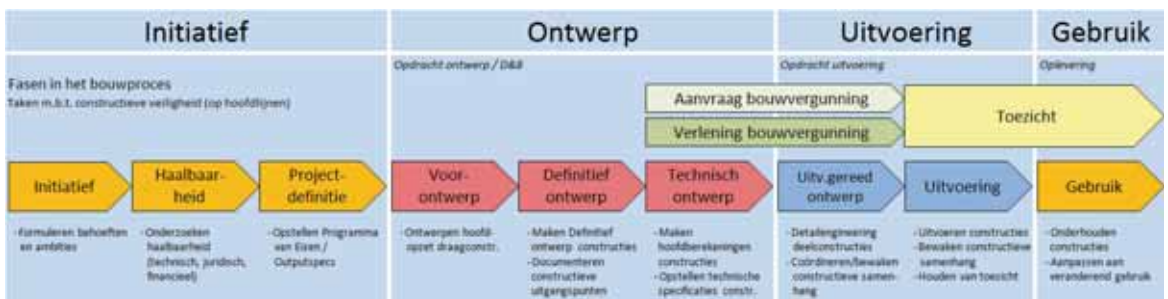 Initiatief
Ontwerp
Uitvoering
Gebruik
Fasen in het bouwproces
Taken m.b.t. constructieve veiligheid (op hoofdlijnen)
Opdracht ontwerp / D&B
Opdracht uitvoering
Oplevering
Aanvraag bouwvergunning
Verlening bouwvergunning
Toezicht
Initiatief
Haalbaar-
heid
Project-
definitie
Voor-
ontwerp
Definitief
ontwerp
Technisch
ontwerp
Uitv.gereed
ontwerp
Uitvoering
Gebruik
-Formuleren behoeften
en ambities
-Onderzoeken
haalbaarheid
(technisch, juridisch,
financieel)
-Opstellen Programma
van Eisen /
Outputspecs
-Ontwerpen hoofd-
opzet draagconstr.
-Maken Definitief
ontwerp constructies
-Documenteren
constructieve
uitgangspunten
-Maken
hoofdberekeningen
constructies
-Opstellen technische
specificaties constr.
-Detailengineering
deelconstructies
-Coördineren/bewaken
constructieve samen-
hang
-Uitvoeren constructies
-Bewaken constructieve
samenhang
-Houden van toezicht
-Onderhouden
constructies
-Aanpassen aan
veranderend gebruik